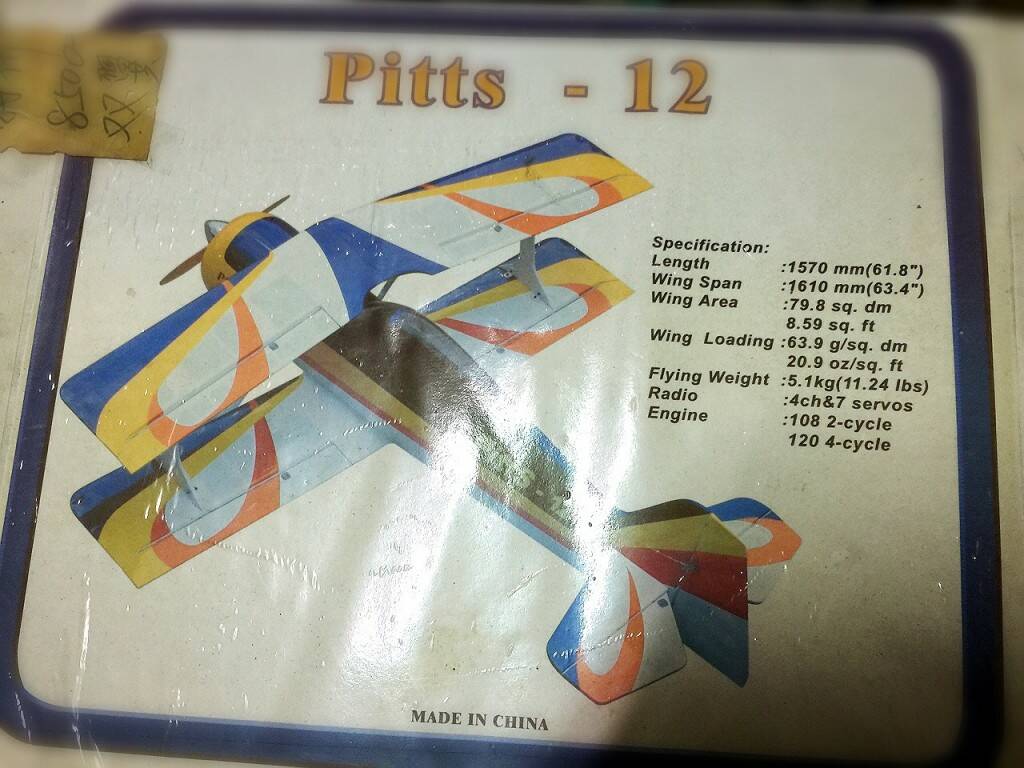 Pitts - 12
Specification:
Length :1570 mm(61.8")
Wing Span :1610 mm(63.4")
Wing Area :79.8 sq. dm
8.59 sq. ft
Wing Loading :63.9 g/sq. dm
20.9 oz/sq. ft
Flying Weight :5.1kg(11.24 lbs)
Radio :4ch&7 servos
Engine :108 2-cycle
120 4-cycle
MADE IN CHINA